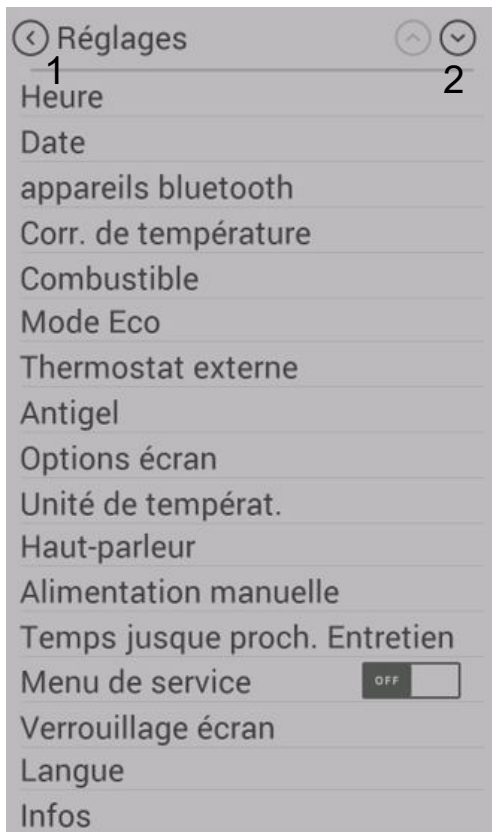 Réglages
1
2
Heure
Date
appareils bluetooth
Corr. de température
Combustible
Mode Eco
Thermostat externe
Antigel
Options écran
Unité de températ.
Haut-parleur
Alimentation manuelle
Temps jusque proch. Entretien
Menu de service OFF
Verrouillage écran
Langue
Infos